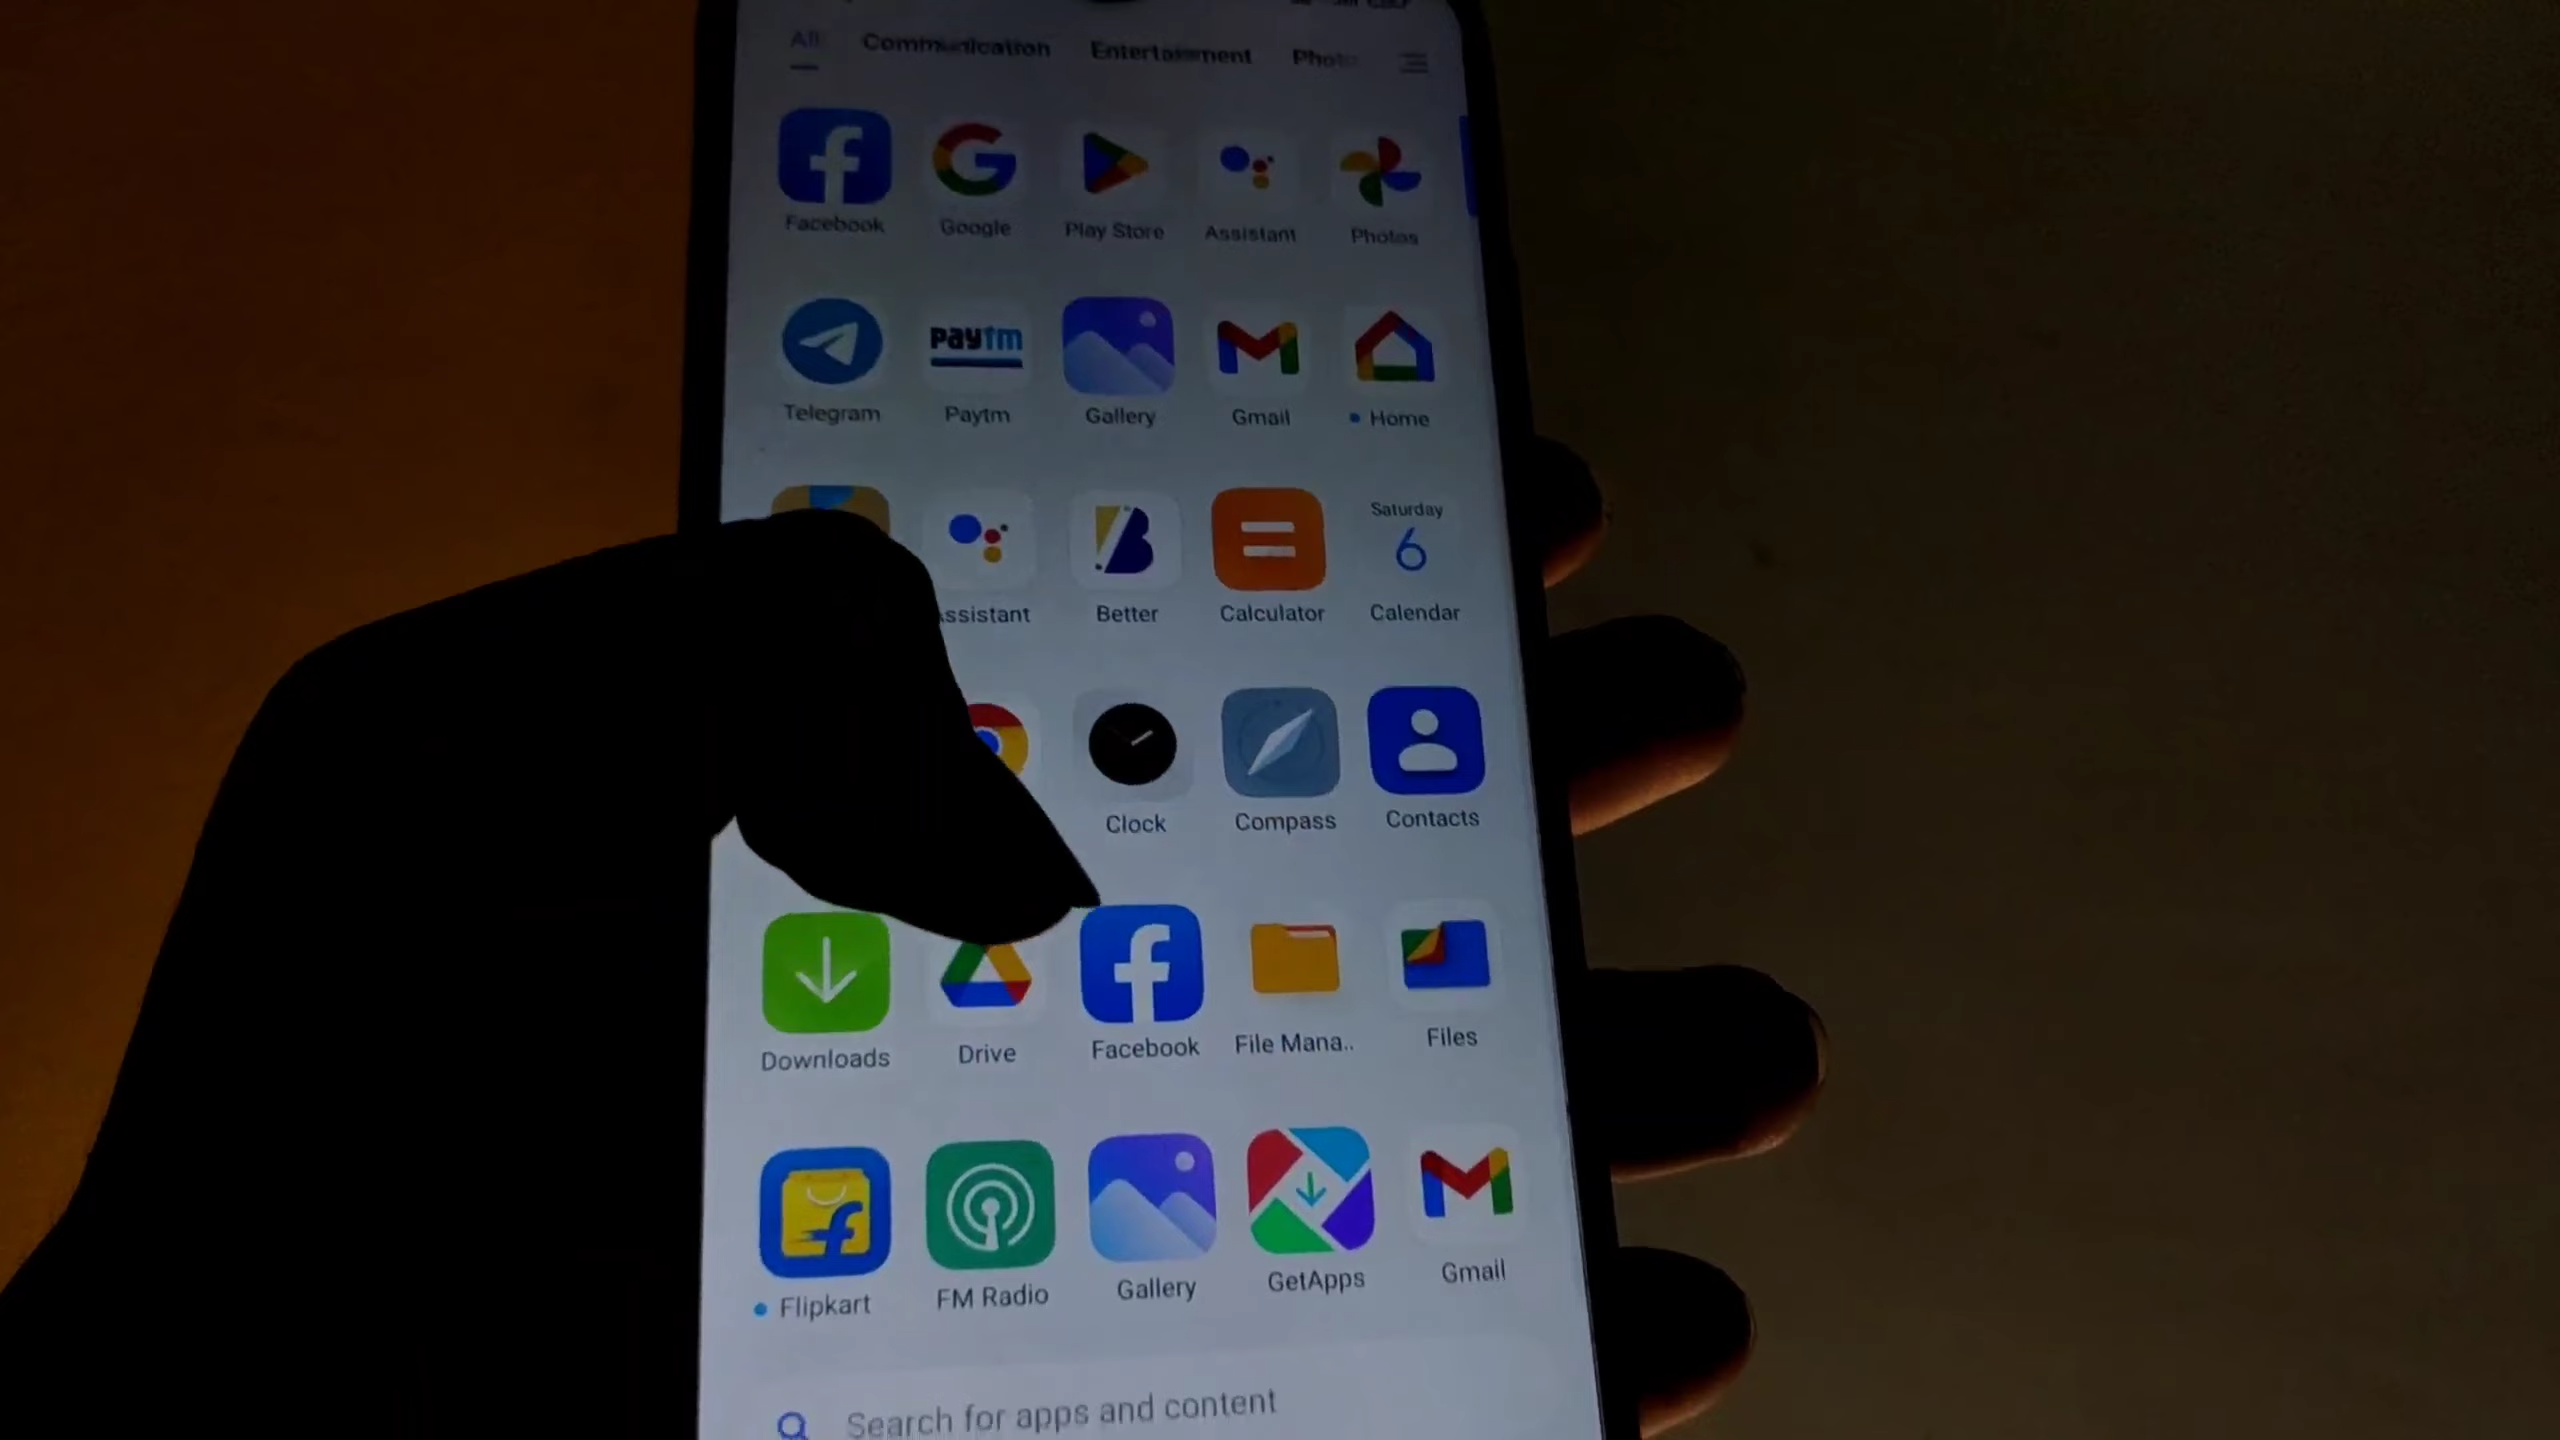 All Communication Entertainment Photo
Facebook Google Play Store Assistant Photos
paytm
Telegram Paytm Gallery Gmail Home
Saturday
6
ssistant Better Calculator Calendar
Clock Compass Contacts
Downloads Drive Facebook File Mana.. Files
Flipkart FM Radio Gallery GetApps Gmail
Search for apps and content